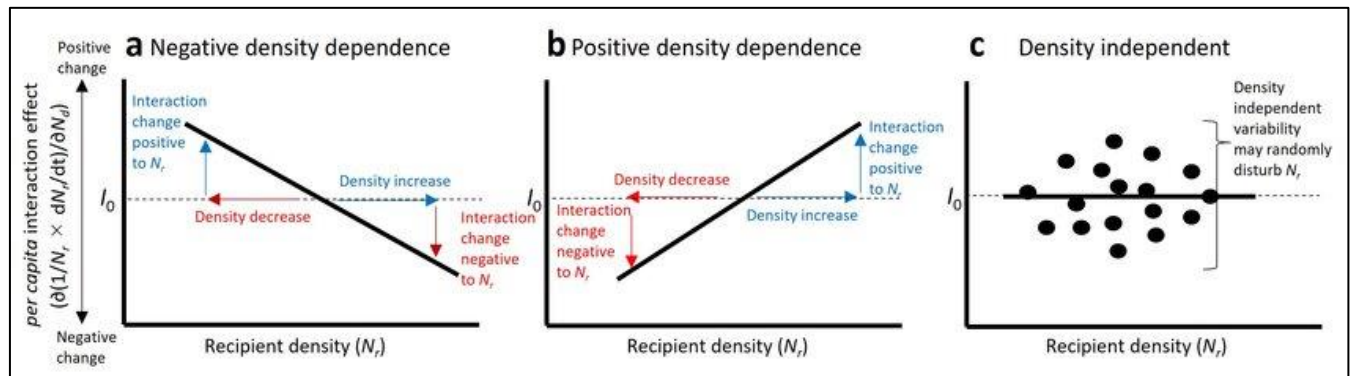 a Negative density dependence
Positive
change
per capita interaction effect
(∂(1/Nᵣ × dNᵣ/dt)/∂N_d)
Negative
change
I₀
Interaction
change
positive
to Nᵣ
Density increase
Density decrease
Interaction
change
negative
to Nᵣ
Recipient density (Nᵣ)
b Positive density dependence
I₀
Density decrease
Interaction
change
negative
to Nᵣ
Density increase
Interaction
change
positive
to Nᵣ
Recipient density (Nᵣ)
c Density independent
I₀
Density
independent
variability
may randomly
disturb Nᵣ
Recipient density (Nᵣ)